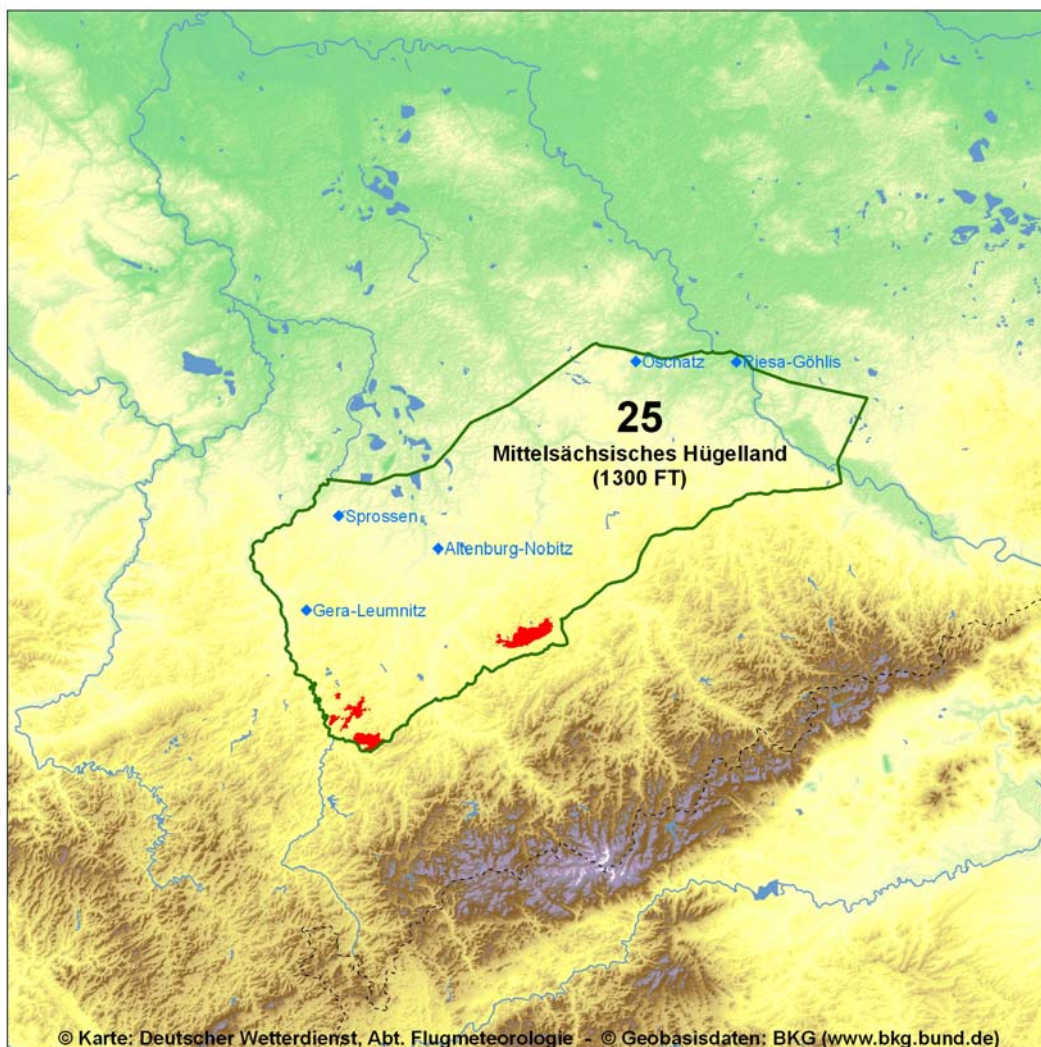 Oschatz
Riesa-Göhlis
25
Mittelsächsisches Hügelland
(1300 FT)
Sprossen
Altenburg-Nobitz
Gera-Leumnitz
© Karte: Deutscher Wetterdienst, Abt. Flugmeteorologie - © Geobasisdaten: BKG (www.bkg.bund.de)